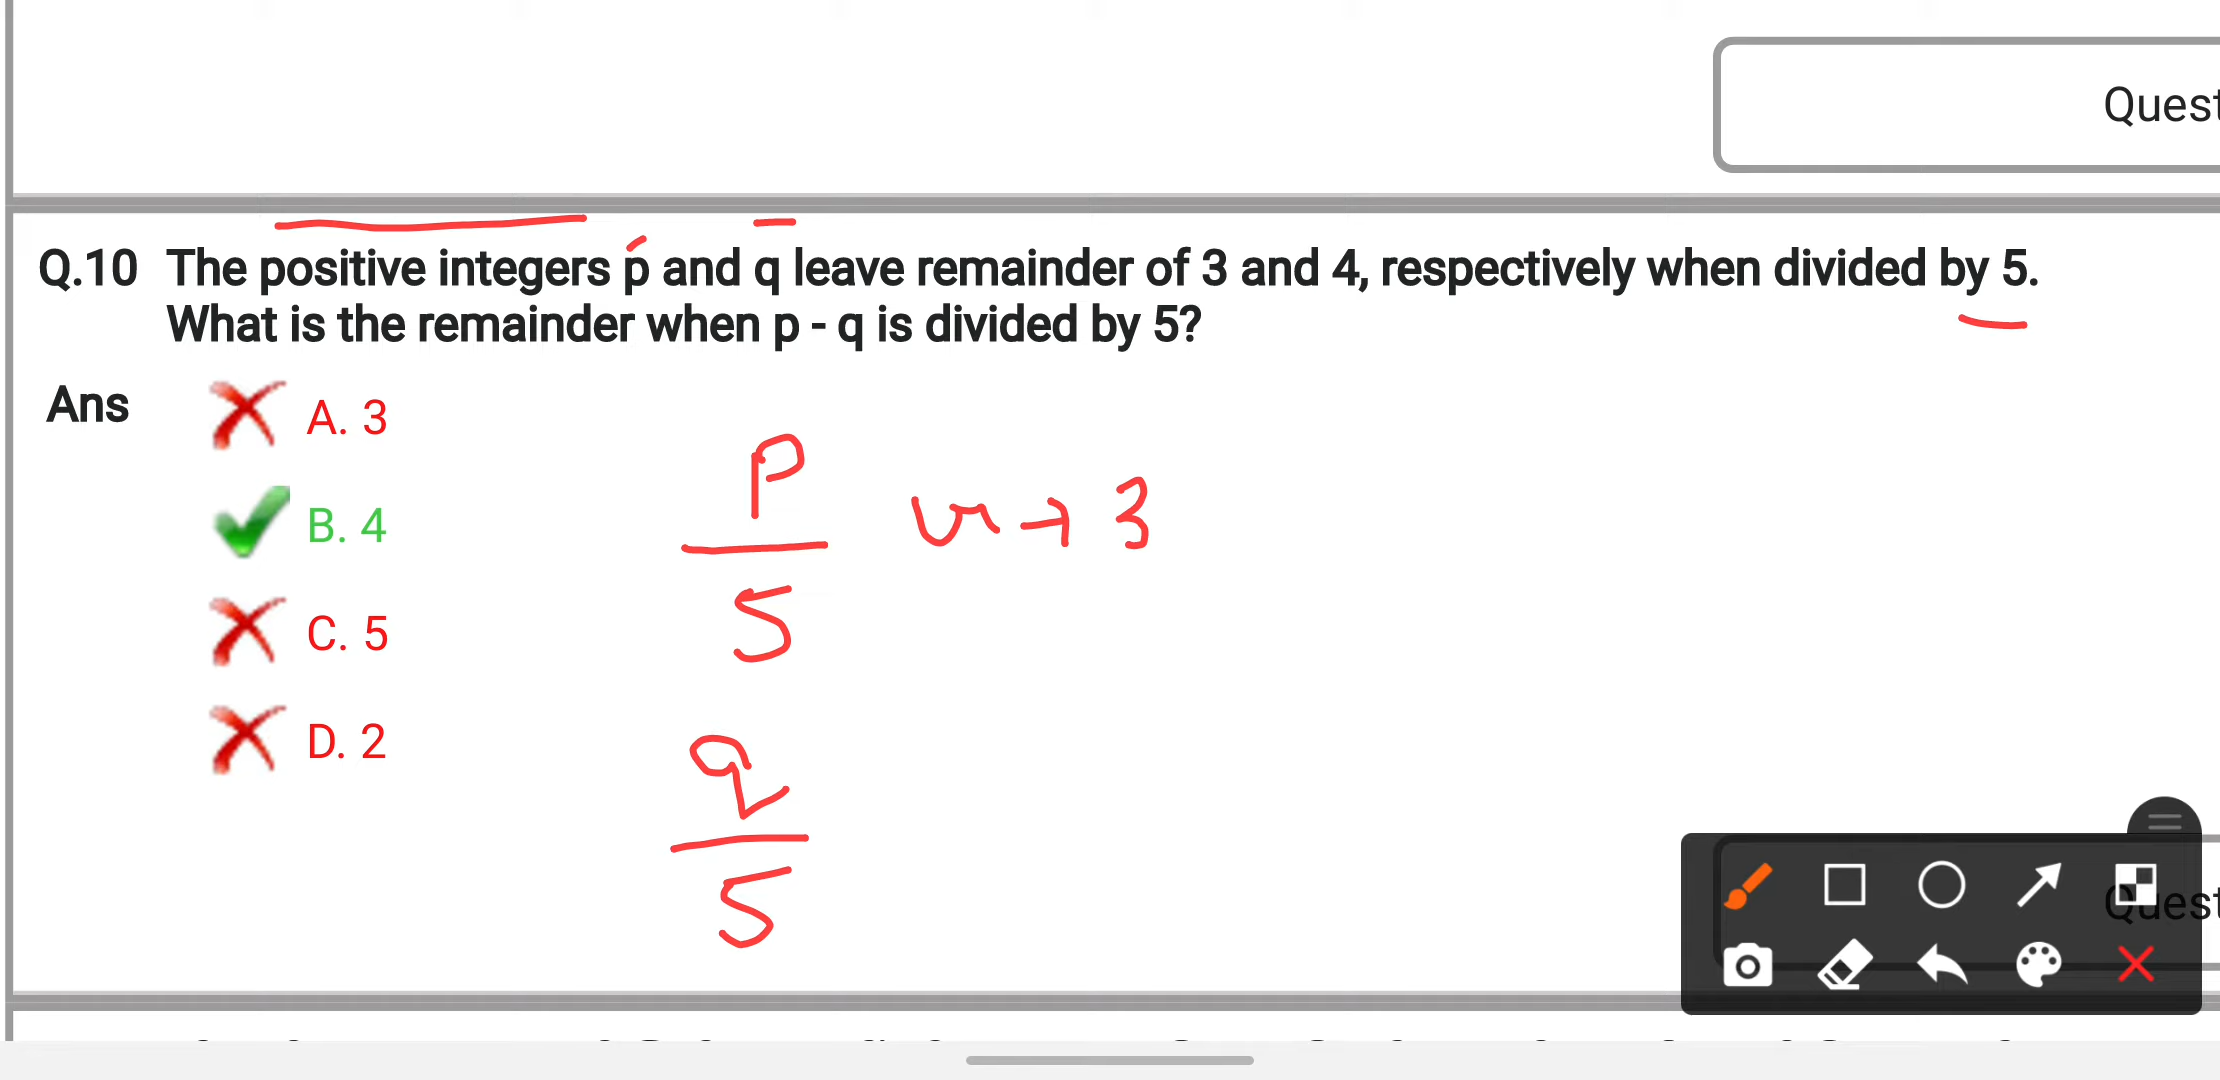 Quest
Q.10 The positive integers p and q leave remainder of 3 and 4, respectively when divided by 5.
What is the remainder when p - q is divided by 5?
Ans
A. 3
B. 4
C. 5
D. 2
P
5
3
q
5
Quest